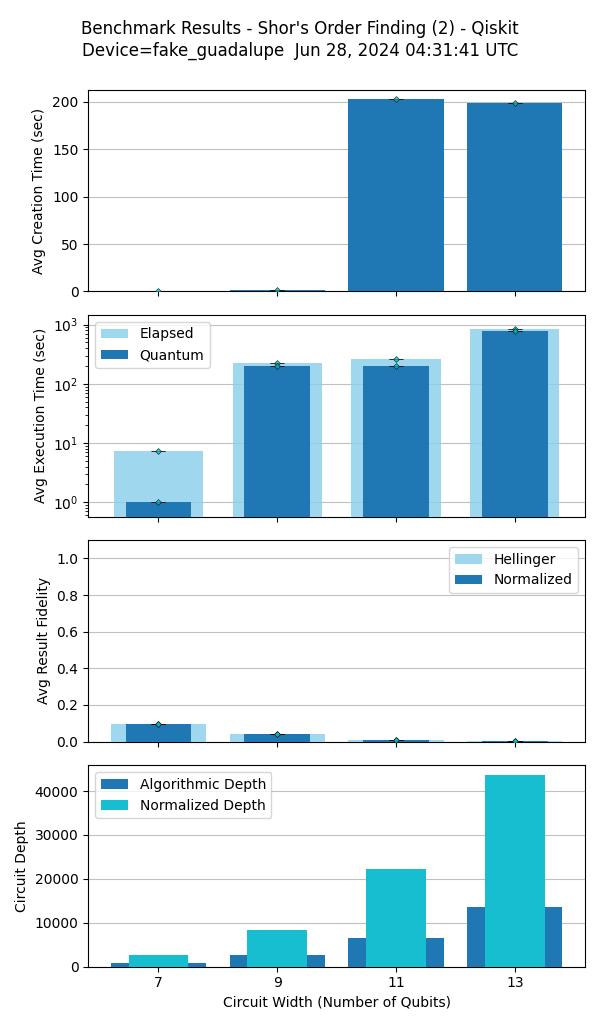 Benchmark Results - Shor's Order Finding (2) - Qiskit
Device=fake_guadalupe  Jun 28, 2024 04:31:41 UTC
Avg Creation Time (sec)
200
150
100
50
0
Avg Execution Time (sec)
10³
10²
10¹
10⁰
Elapsed
Quantum
Avg Result Fidelity
1.0
0.8
0.6
0.4
0.2
0.0
Hellinger
Normalized
Circuit Depth
40000
30000
20000
10000
0
Algorithmic Depth
Normalized Depth
7 9 11 13
Circuit Width (Number of Qubits)